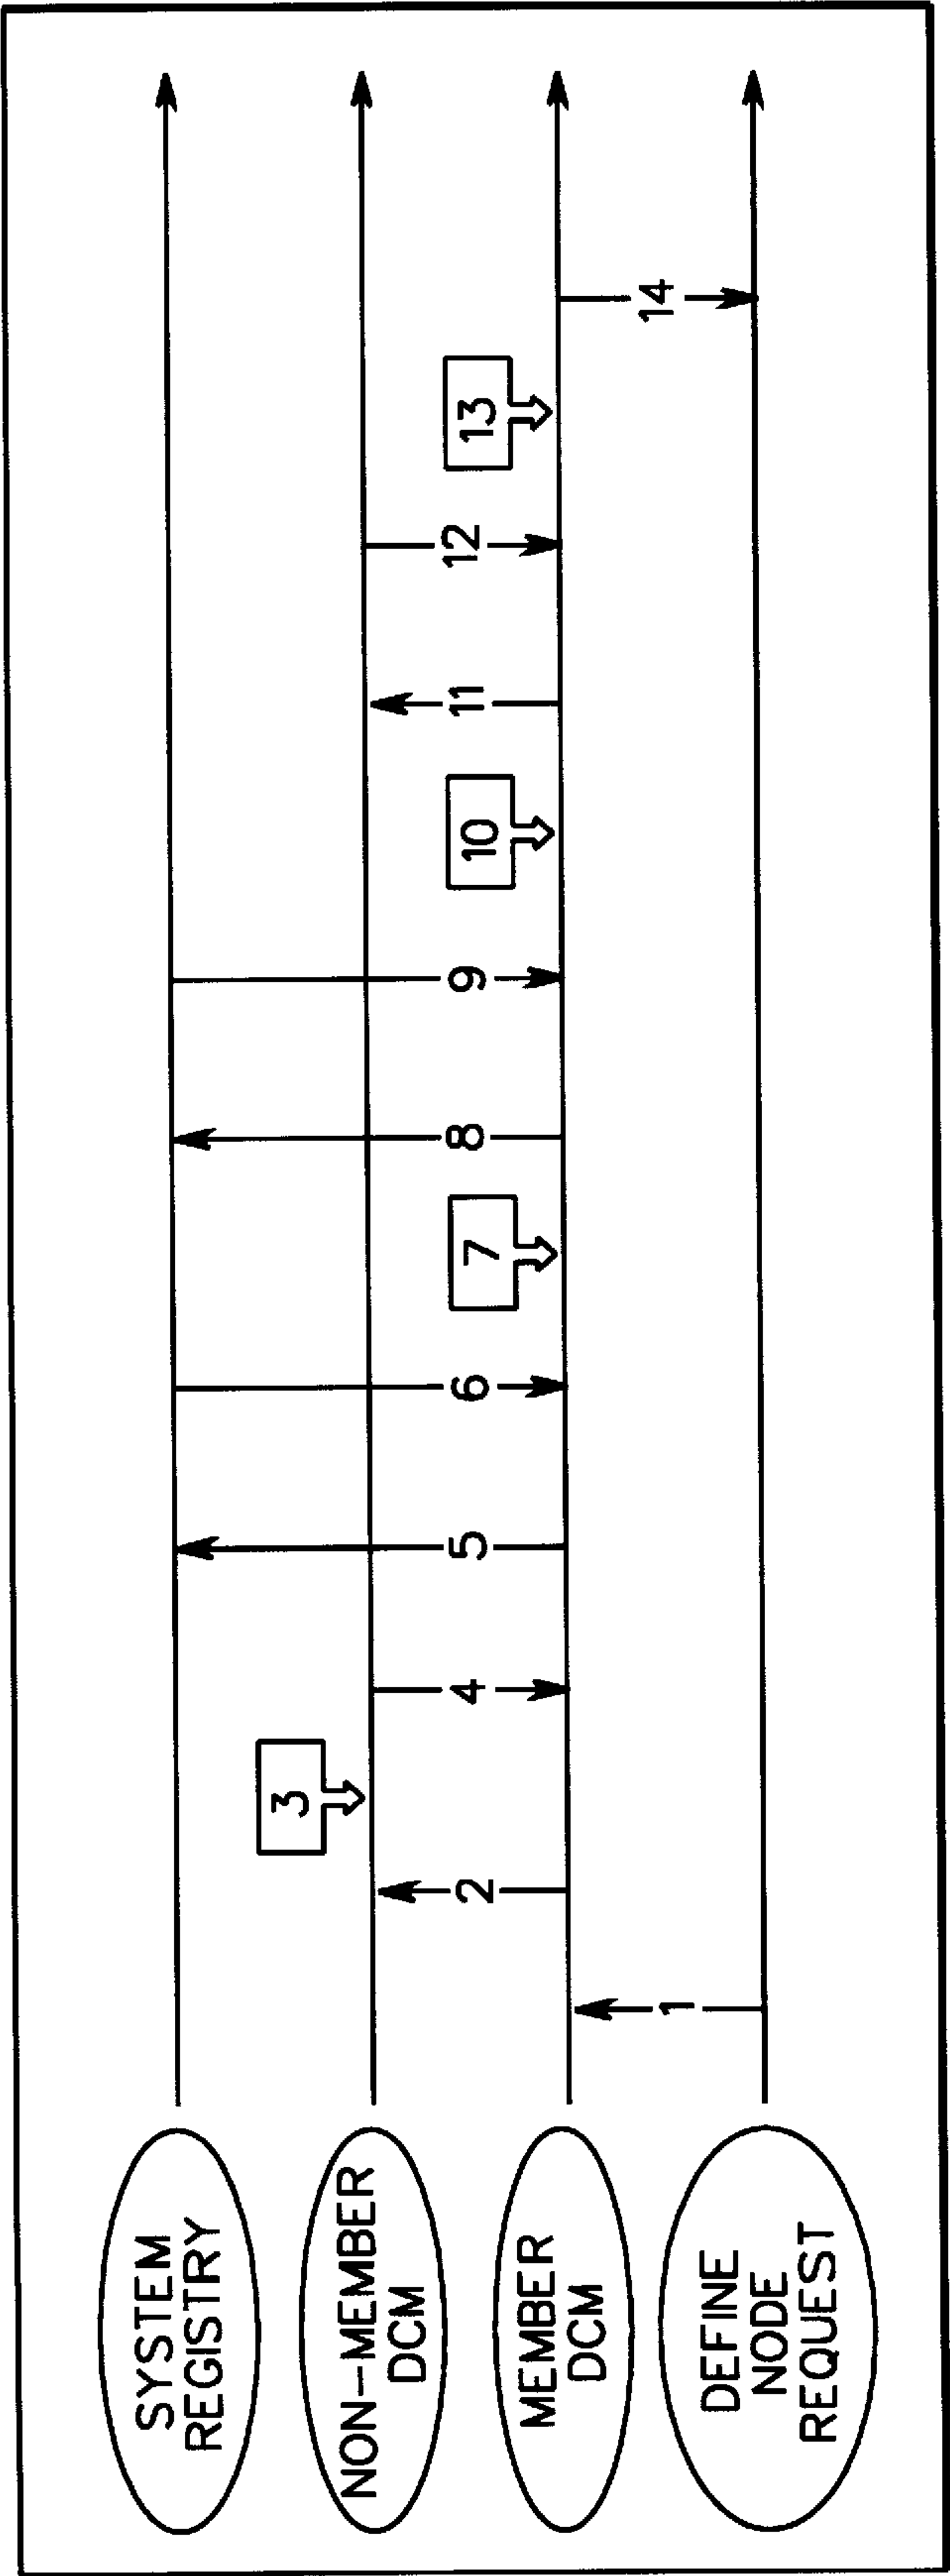 SYSTEM
REGISTRY
NON-MEMBER
DCM
MEMBER
DCM
DEFINE
NODE
REQUEST
1
2
3
4
5
6
7
8
9
10
11
12
13
14